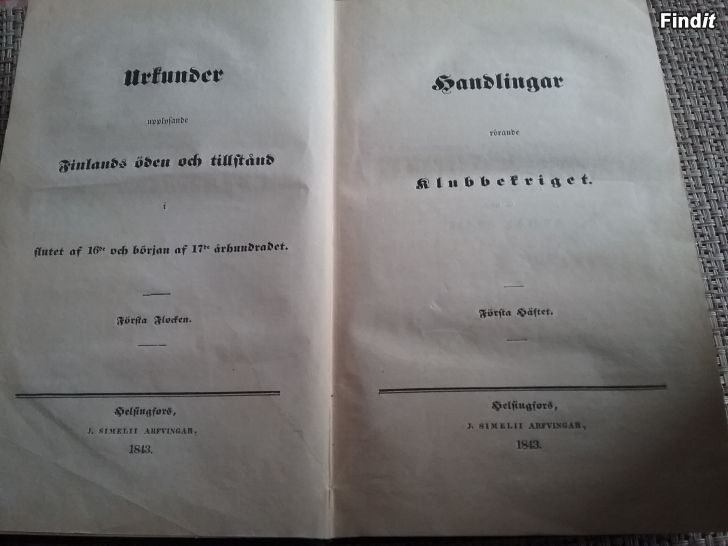 Findit
Urkunder
upplysande
Finlands öden och tillstånd
i
slutet af 16de och början af 17de århundradet.
Första Flocken.
Helsingfors,
J. SIMELII ARFVINGAR,
1843.
Handlingar
rörande
Klubbekriget.
Första Häftet.
Helsingfors,
J. SIMELII ARFVINGAR,
1843.